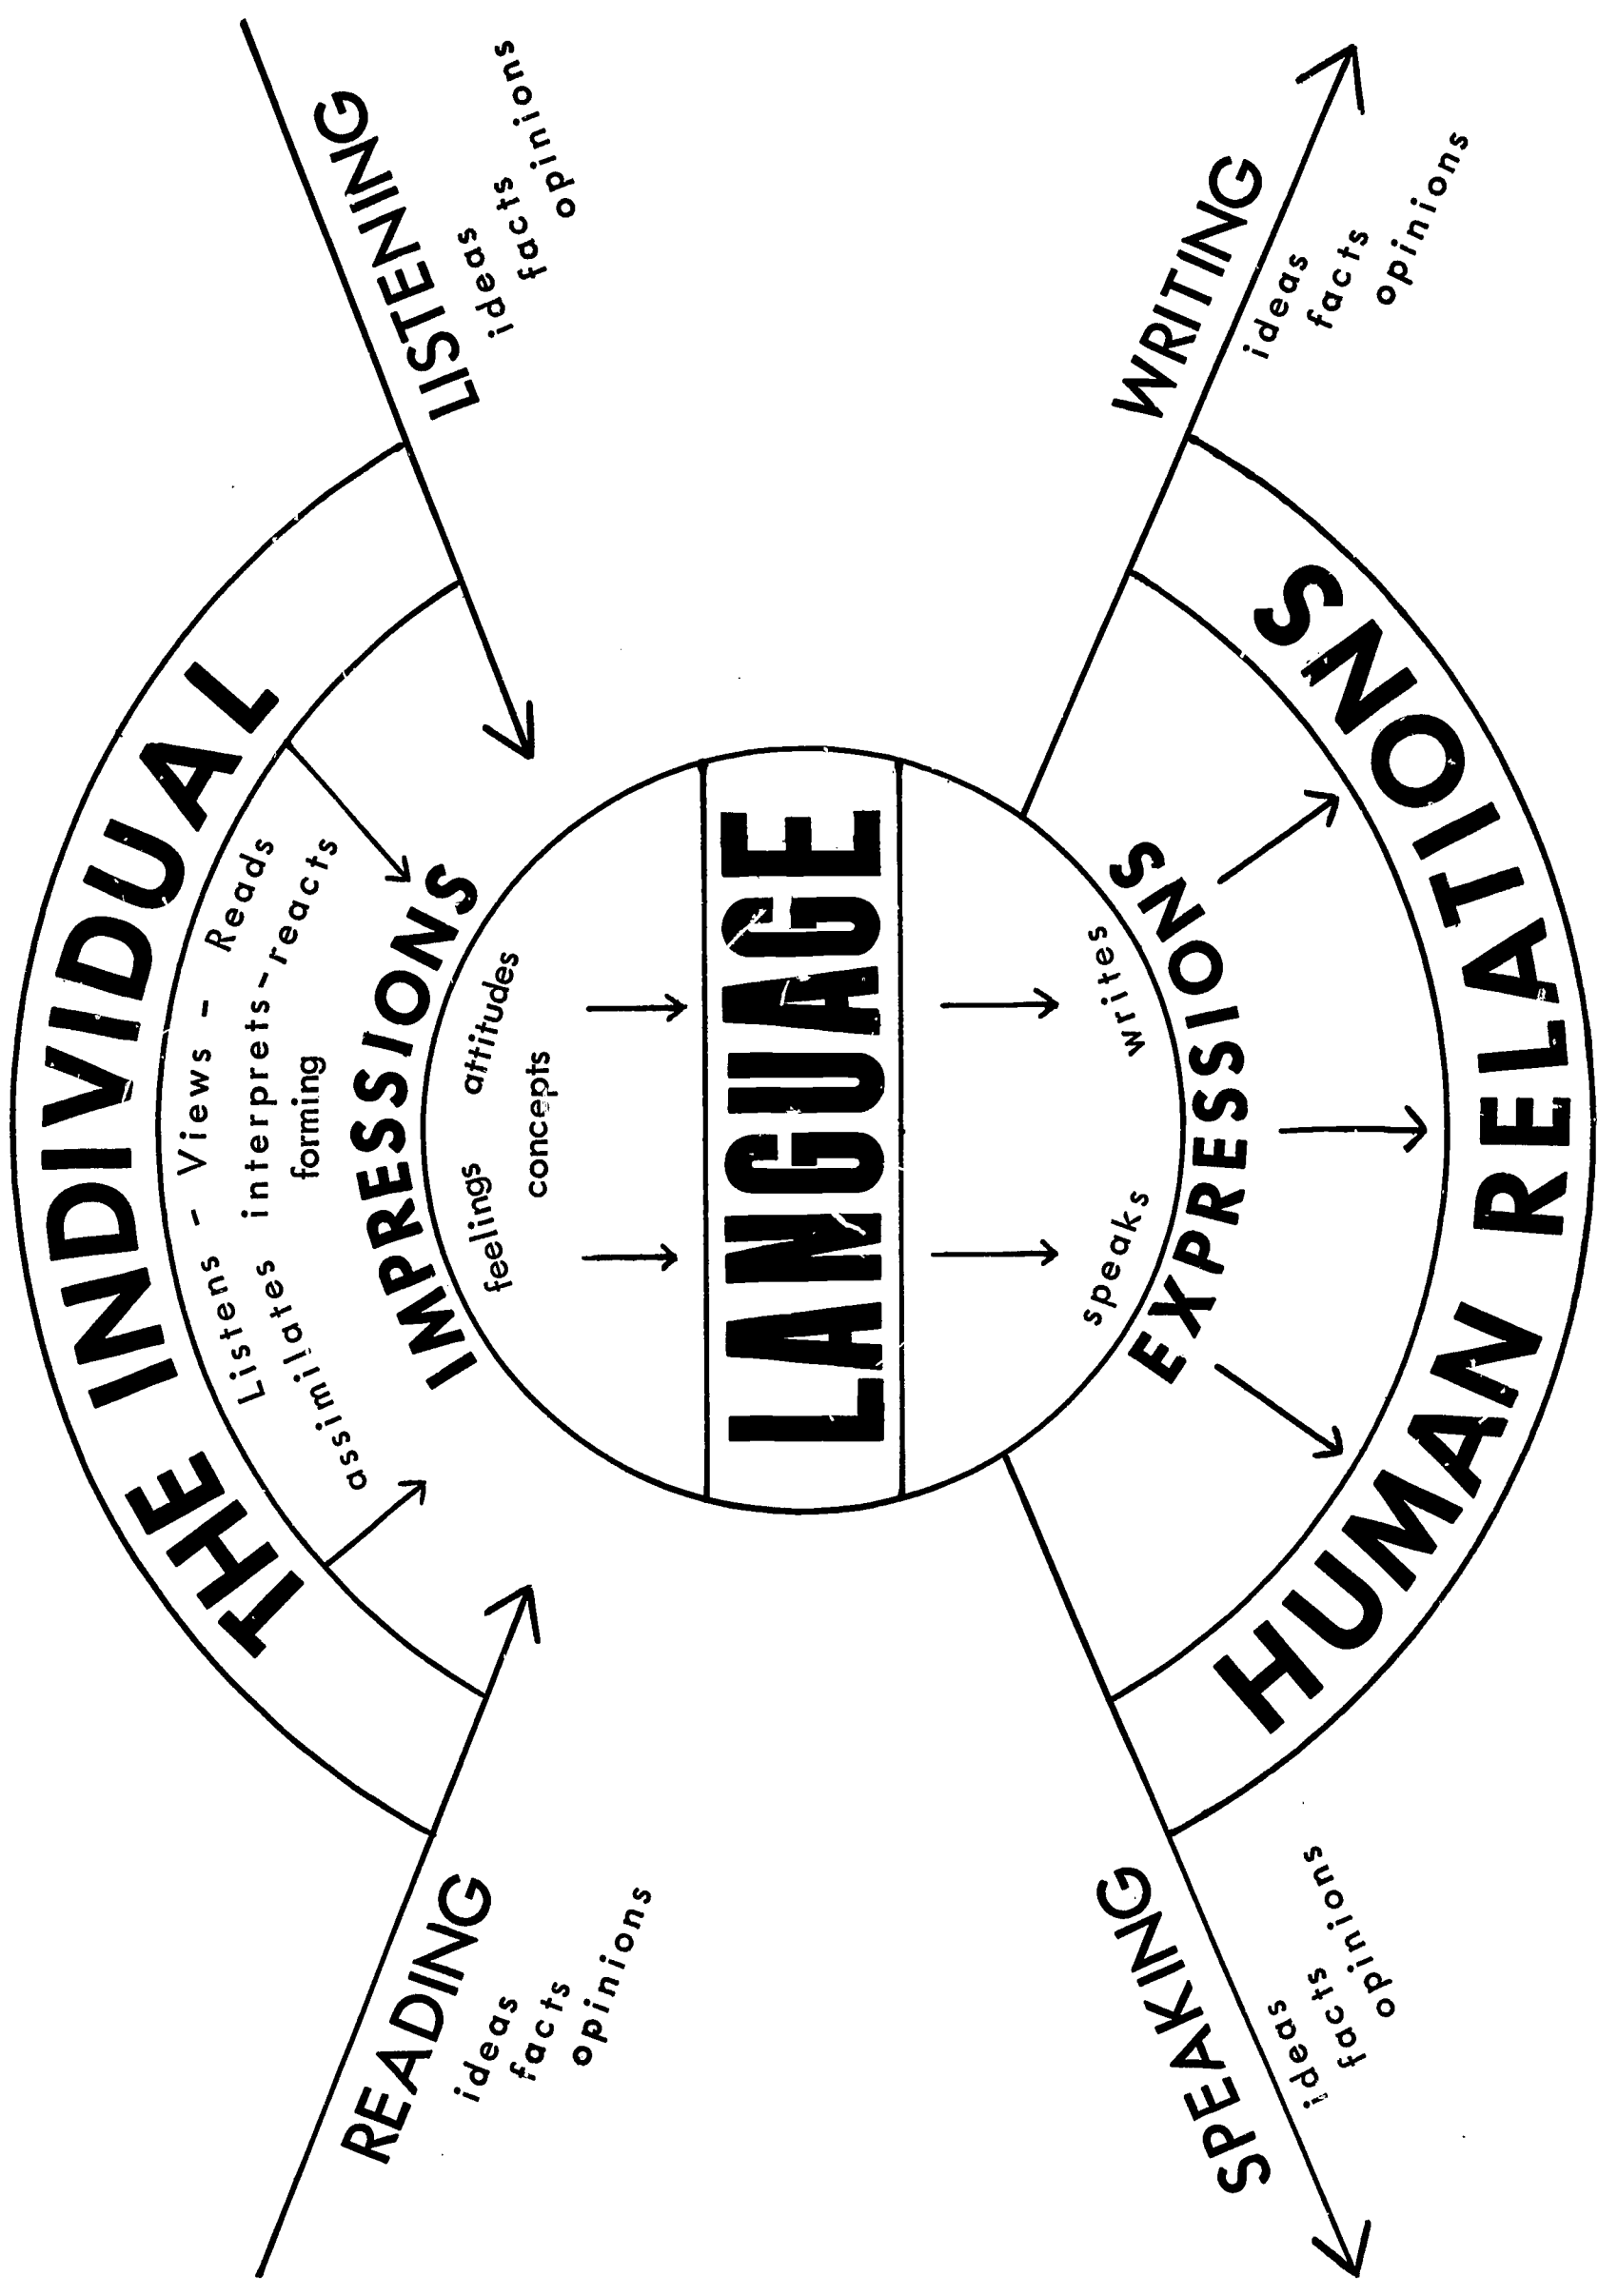 THE INDIVIDUAL
Listens - Views - Reads
assimilates interprets-reacts
forming
IMPRESSIONS
READING
ideas
facts
opinions
LISTENING
ideas
facts
opinions
feelings attitudes
concepts
LANGUAGE
speaks writes
EXPRESSIONS
SPEAKING
ideas
facts
opinions
WRITING
ideas
facts
opinions
HUMAN RELATIONS